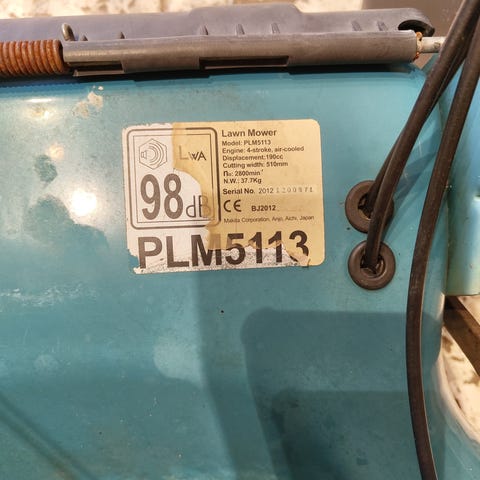 Lawn Mower
Model: PLM5113
Engine: 4-stroke, air-cooled
Displacement: 190cc
Cutting width: 510mm
n₀: 2800min⁻
N.W.: 37.7Kg
Serial No. 2012
CE BJ2012
Makita Corporation, Anjo, Aichi, Japan
LWA
98dB
PLM5113